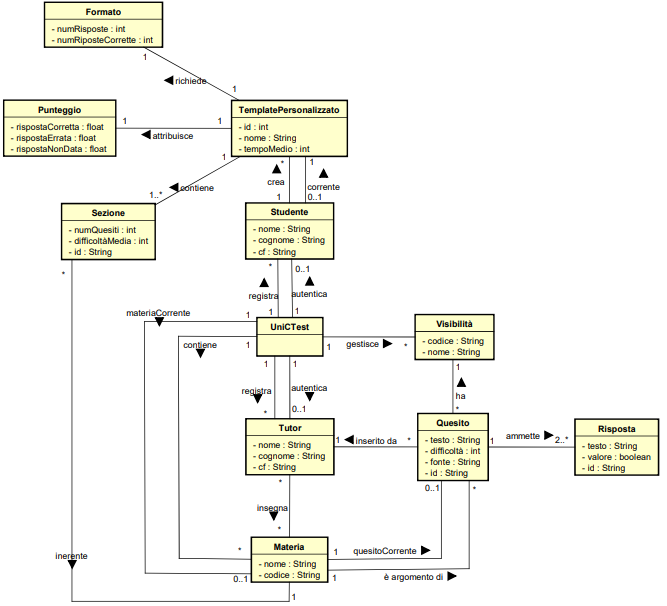 Formato
- numRisposte : int
- numRiposteCorrette : int
1
richiede
1
Punteggio
- rispostaCorretta : float
- rispostaErrata : float
- rispostaNonData : float
1
attribuisce
1
TemplatePersonalizzato
- id : int
- nome : String
- tempoMedio : int
1
contiene
1..*
*
crea
1
1
corrente
0..1
Sezione
- numQuesiti : int
- difficoltàMedia : int
- id : String
*
Studente
- nome : String
- cognome : String
- cf : String
*
registra
1
0..1
autentica
1
materiaCorrente
1
contiene
1
UniCTest
1
gestisce
*
Visibilità
- codice : String
- nome : String
1
ha
*
1
registra
*
1
autentica
0..1
Tutor
- nome : String
- cognome : String
- cf : String
1
inserito da
*
Quesito
- testo : String
- difficoltà : int
- fonte : String
- id : String
1
ammette
2..*
Risposta
- testo : String
- valore : boolean
- id : String
*
insegna
*
0..1
*
Materia
- nome : String
- codice : String
*
0..1
1
quesitoCorrente
1
è argomento di
inerente
1